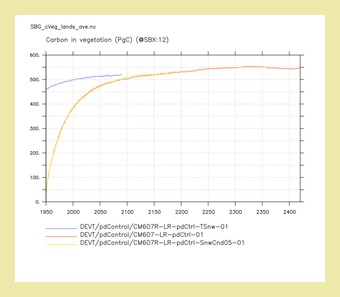 SBG_cVeg_lands_ave.nc
Carbon in vegetation (PgC) (@SBX:12)
600.
500.
400.
300.
200.
100.
0.
1950 2000 2050 2100 2150 2200 2250 2300 2350 2400
DEVT/pdControl/CM607R-LR-pdCtrl-TSnw-01
DEVT/pdControl/CM607-LR-pdCtrl-01
DEVT/pdControl/CM607R-LR-pdCtrl-SnwCnd05-01